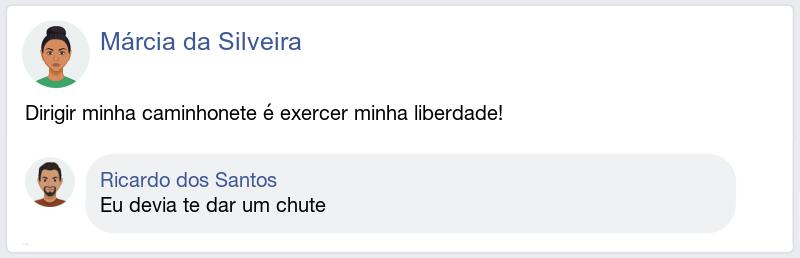 Márcia da Silveira
Dirigir minha caminhonete é exercer minha liberdade!
Ricardo dos Santos
Eu devia te dar um chute